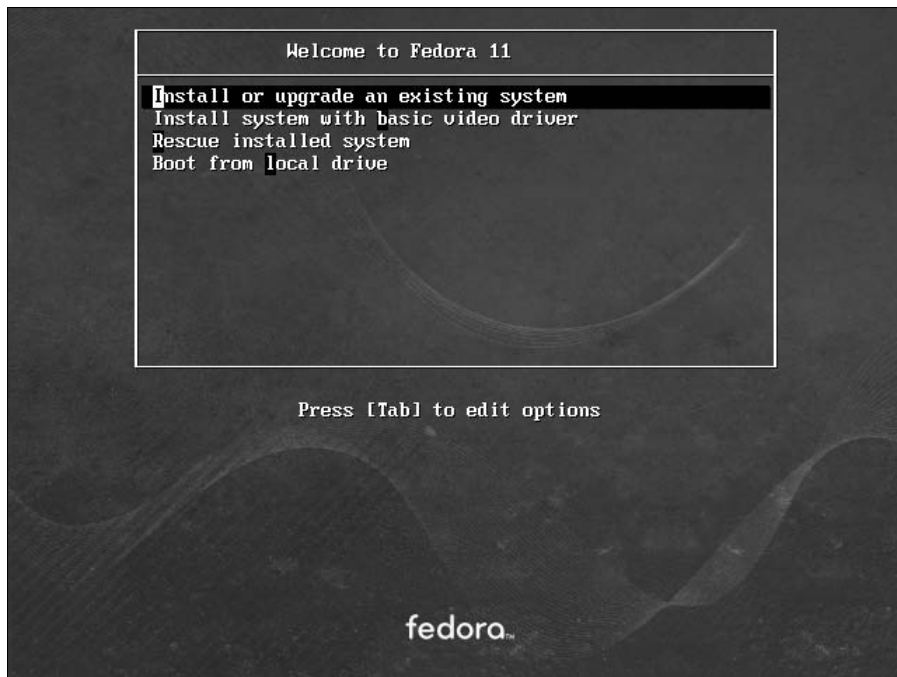 Welcome to Fedora 11
Install or upgrade an existing system
Install system with basic video driver
Rescue installed system
Boot from local drive
Press [Tab] to edit options
fedora™